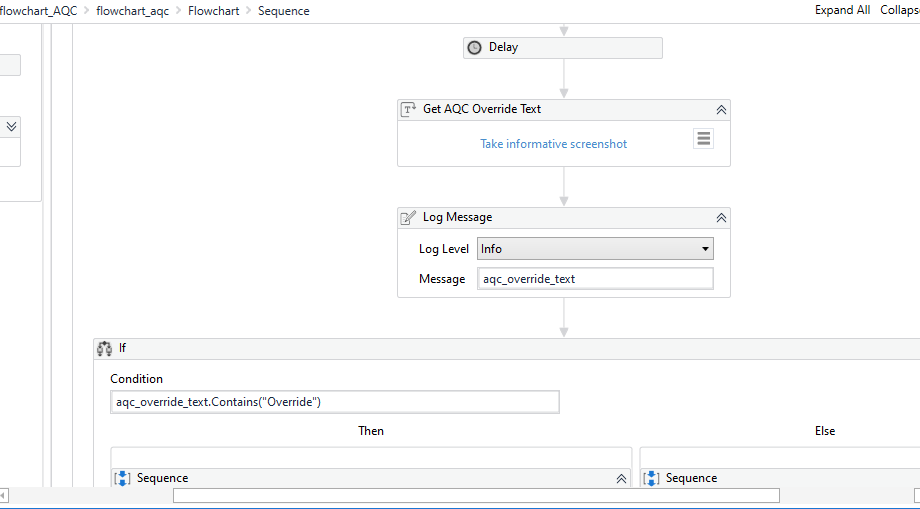 flowchart_AQC > flowchart_aqc > Flowchart > Sequence
Expand All
Collaps
Delay
Get AQC Override Text
Take informative screenshot
Log Message
Log Level Info
Message aqc_override_text
If
Condition
aqc_override_text.Contains("Override")
Then
Else
Sequence
Sequence